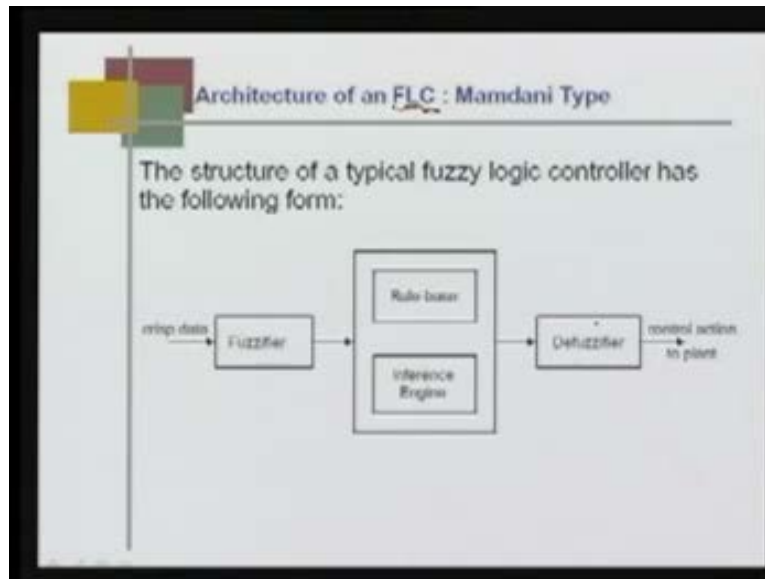 Architecture of an FLC : Mamdani Type
The structure of a typical fuzzy logic controller has
the following form:
Rule base
crisp data
Fuzzifier
Defuzzifier
control action
to plant
Inference
Engine